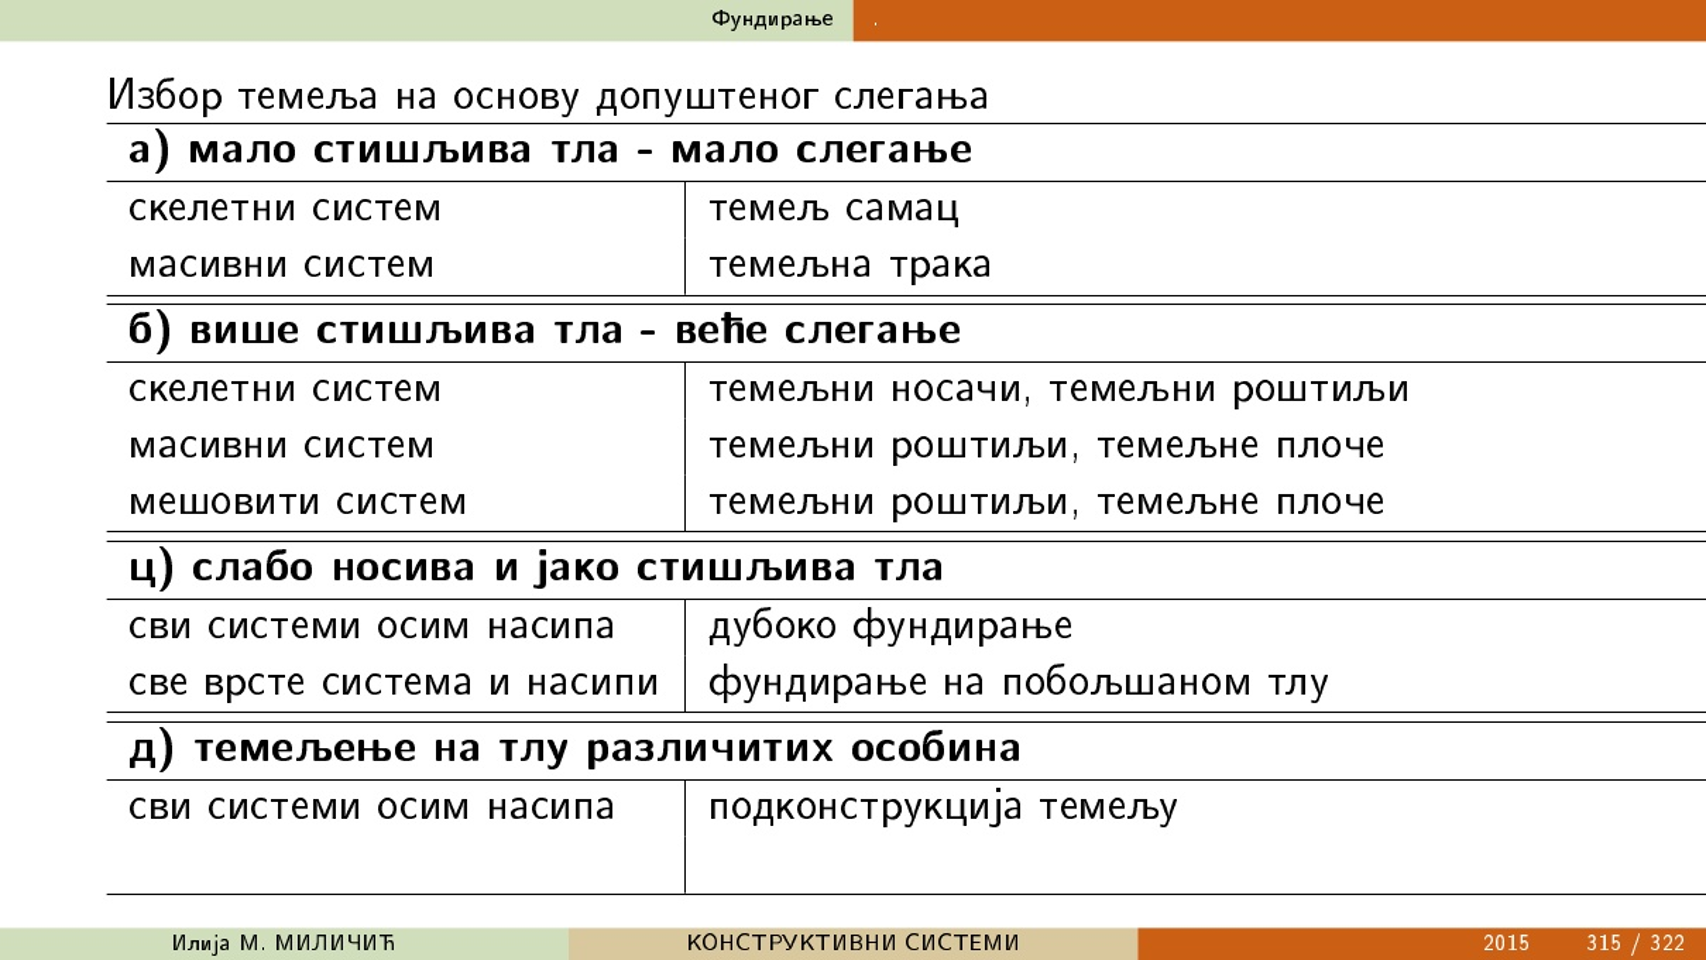 Фундирање .
Избор темеља на основу допуштеног слегања
а) мало стишљива тла - мало слегање
скелетни систем темељ самац
масивни систем темељна трака
б) више стишљива тла - веће слегање
скелетни систем темељни носачи, темељни роштиљи
масивни систем темељни роштиљи, темељне плоче
мешовити систем темељни роштиљи, темељне плоче
ц) слабо носива и јако стишљива тла
сви системи осим насипа дубоко фундирање
све врсте система и насипи фундирање на побољшаном тлу
д) темељење на тлу различитих особина
сви системи осим насипа подконструкција темељу
Илија М. МИЛИЧИЋ КОНСТРУКТИВНИ СИСТЕМИ 2015 315 / 322